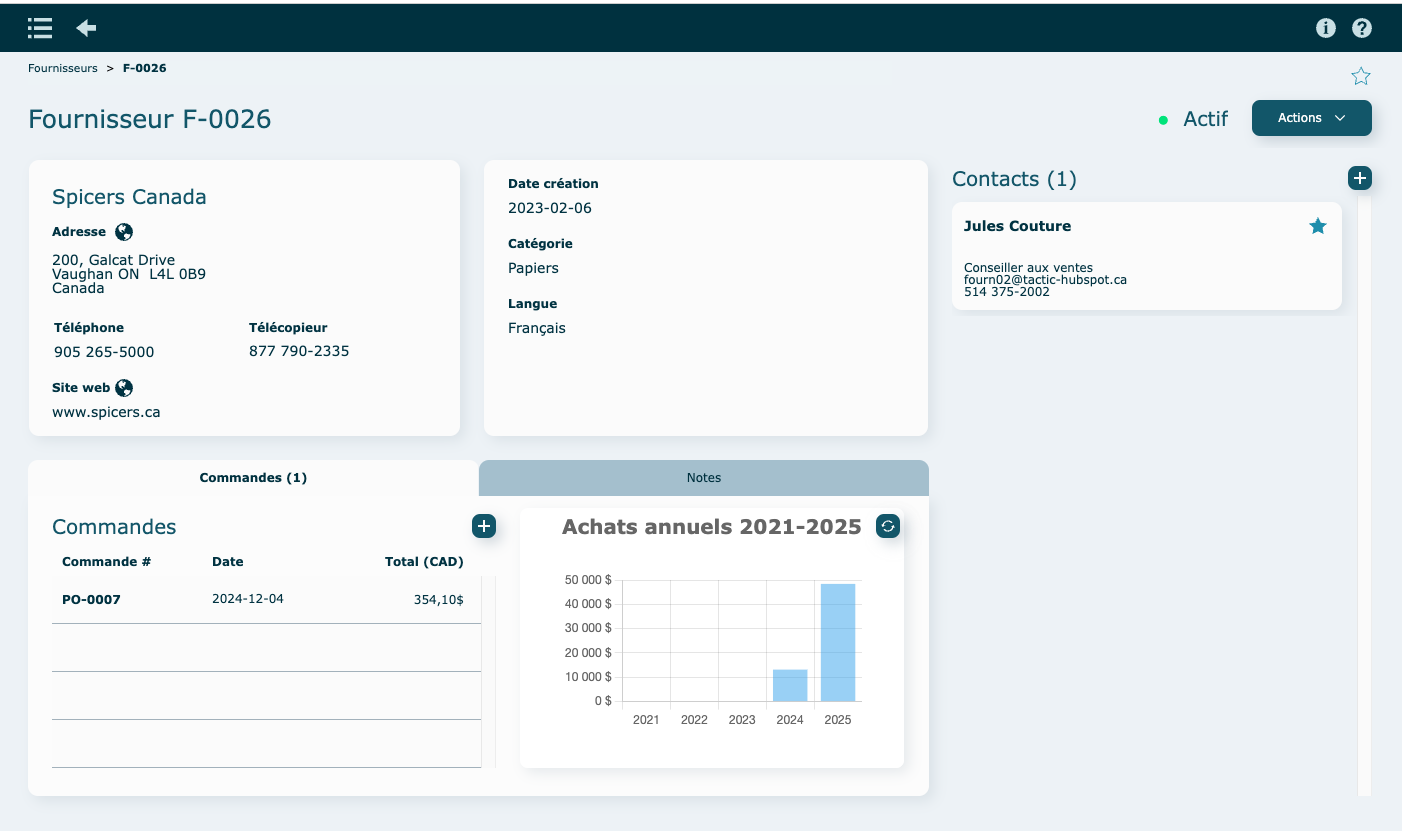 Fournisseurs > F-0026
Fournisseur F-0026
Actif
Actions
Spicers Canada
Adresse
200, Galcat Drive
Vaughan ON  L4L 0B9
Canada
Téléphone
Télécopieur
905 265-5000
877 790-2335
Site web
www.spicers.ca
Date création
2023-02-06
Catégorie
Papiers
Langue
Français
Contacts (1)
Jules Couture
Conseiller aux ventes
fourn02@tactic-hubspot.ca
514 375-2002
Commandes (1)
Notes
Commandes
Commande # Date Total (CAD)
PO-0007 2024-12-04 354,10$
Achats annuels 2021-2025
50 000 $
40 000 $
30 000 $
20 000 $
10 000 $
0 $
2021 2022 2023 2024 2025